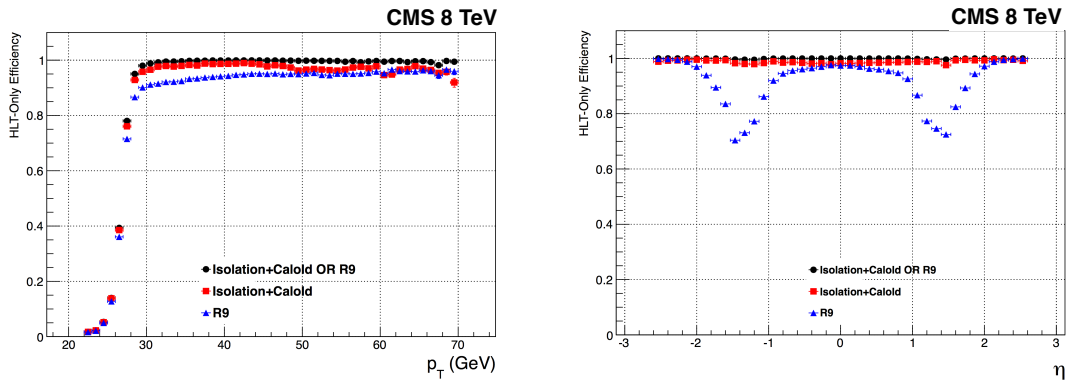 CMS 8 TeV
HLT-Only Efficiency
1
0.8
0.6
0.4
0.2
0
Isolation+CaloId OR R9
Isolation+CaloId
R9
20 30 40 50 60 70
p_T (GeV)
CMS 8 TeV
HLT-Only Efficiency
1
0.8
0.6
0.4
0.2
0
Isolation+CaloId OR R9
Isolation+CaloId
R9
-3 -2 -1 0 1 2 3
η